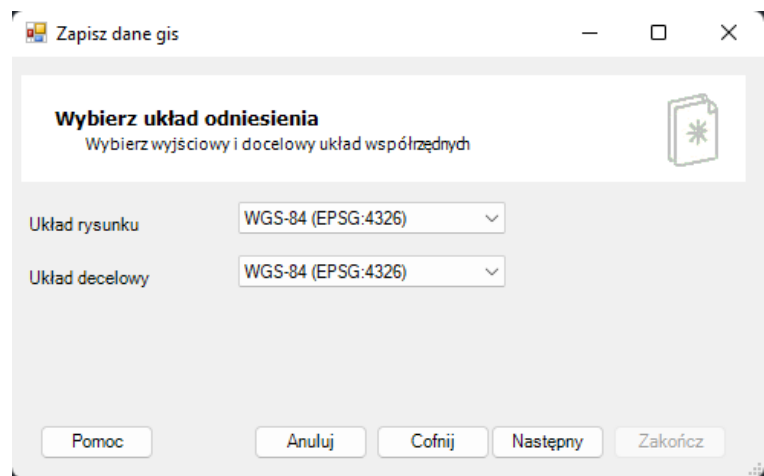 Zapisz dane gis
Wybierz układ odniesienia
Wybierz wyjściowy i docelowy układ współrzędnych
Układ rysunku WGS-84 (EPSG:4326)
Układ decelowy WGS-84 (EPSG:4326)
Pomoc Anuluj Cofnij Następny Zakończ